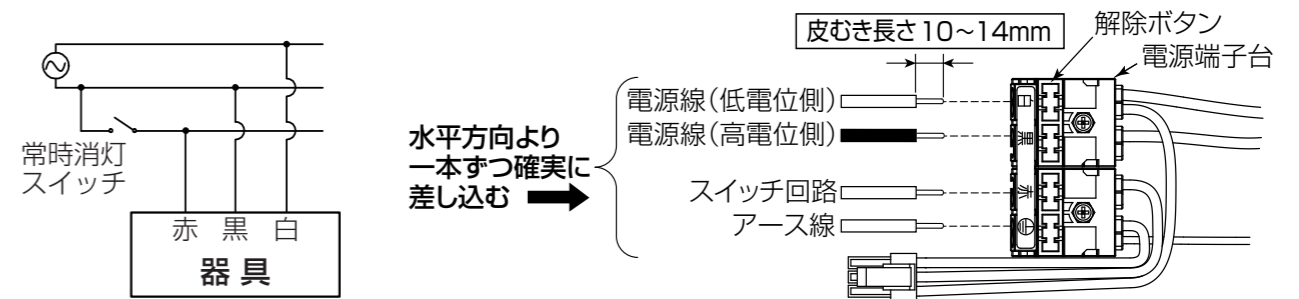 常時消灯
スイッチ
赤 黒 白
器具
水平方向より
一本ずつ確実に
差し込む
皮むき長さ10~14mm
電源線(低電位側)
電源線(高電位側)
スイッチ回路
アース線
解除ボタン
電源端子台
白
黒
赤